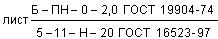 Б – ПН – 0 – 2,0 ГОСТ 19904-74
лист
5 – 11 – Н – 20 ГОСТ 16523-97